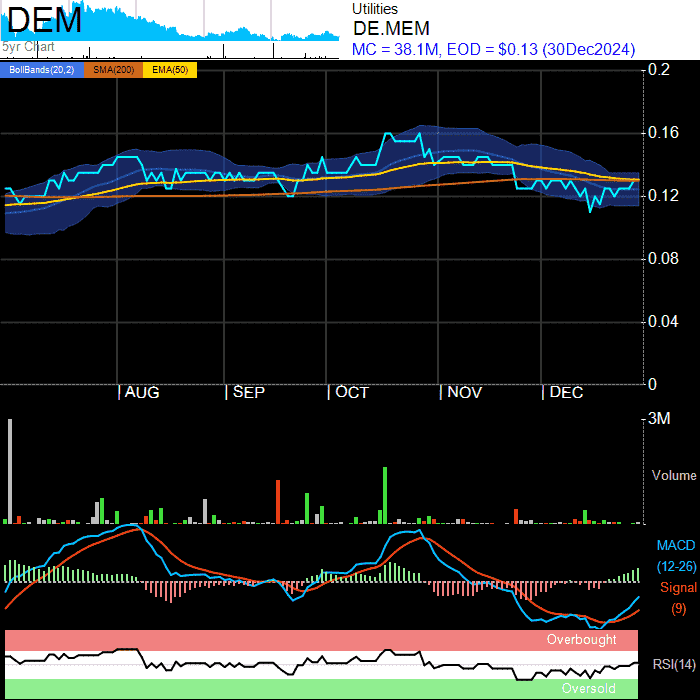 DEM
5yr Chart
Utilities
DE.MEM
MC = 38.1M, EOD = $0.13 (30Dec2024)
BollBands(20,2) SMA(200) EMA(50)
0.2
0.16
0.12
0.08
0.04
0
AUG SEP OCT NOV DEC
3M
Volume
MACD
(12-26)
Signal
(9)
Overbought
RSI(14)
Oversold